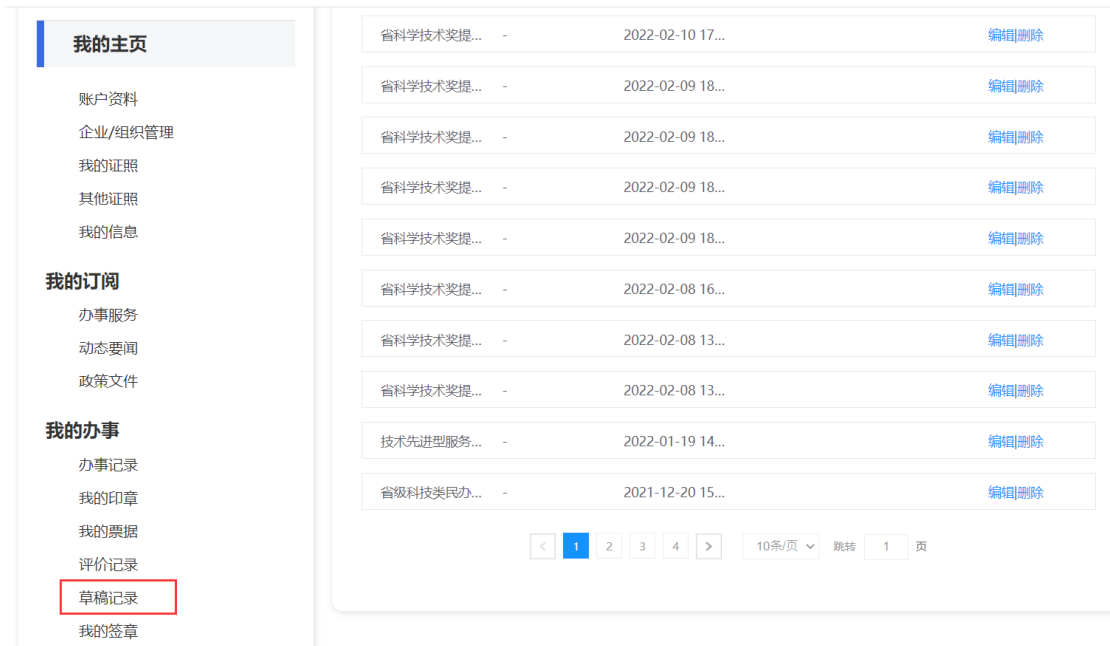 我的主页
账户资料
企业/组织管理
我的证照
其他证照
我的信息
我的订阅
办事服务
动态要闻
政策文件
我的办事
办事记录
我的印章
我的票据
评价记录
草稿记录
我的签章
省科学技术奖提... - 2022-02-10 17... 编辑|删除
省科学技术奖提... - 2022-02-09 18... 编辑|删除
省科学技术奖提... - 2022-02-09 18... 编辑|删除
省科学技术奖提... - 2022-02-09 18... 编辑|删除
省科学技术奖提... - 2022-02-09 18... 编辑|删除
省科学技术奖提... - 2022-02-08 16... 编辑|删除
省科学技术奖提... - 2022-02-08 13... 编辑|删除
省科学技术奖提... - 2022-02-08 13... 编辑|删除
技术先进型服务... - 2022-01-19 14... 编辑|删除
省级科技类民办... - 2021-12-20 15... 编辑|删除
< 1 2 3 4 > 10条/页 跳转 1 页